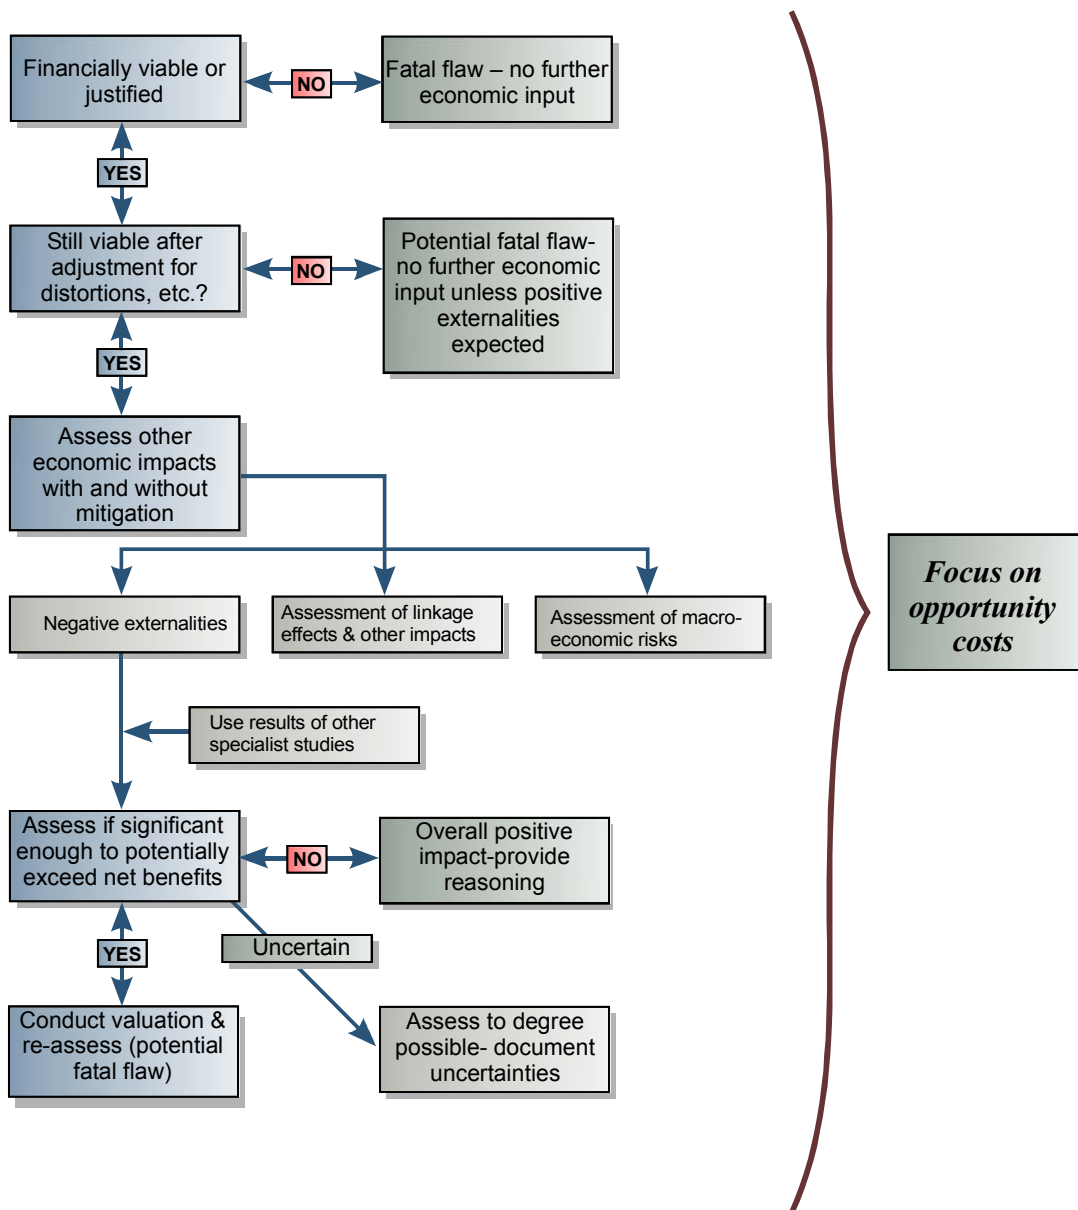 Financially viable or
justified
NO
Fatal flaw – no further
economic input
YES
Still viable after
adjustment for
distortions, etc.?
NO
Potential fatal flaw-
no further economic
input unless positive
externalities
expected
YES
Assess other
economic impacts
with and without
mitigation
Negative externalities
Assessment of linkage
effects & other impacts
Assessment of macro-
economic risks
Use results of other
specialist studies
Assess if significant
enough to potentially
exceed net benefits
NO
Overall positive
impact-provide
reasoning
YES
Uncertain
Conduct valuation &
re-assess (potential
fatal flaw)
Assess to degree
possible- document
uncertainties
Focus on
opportunity
costs